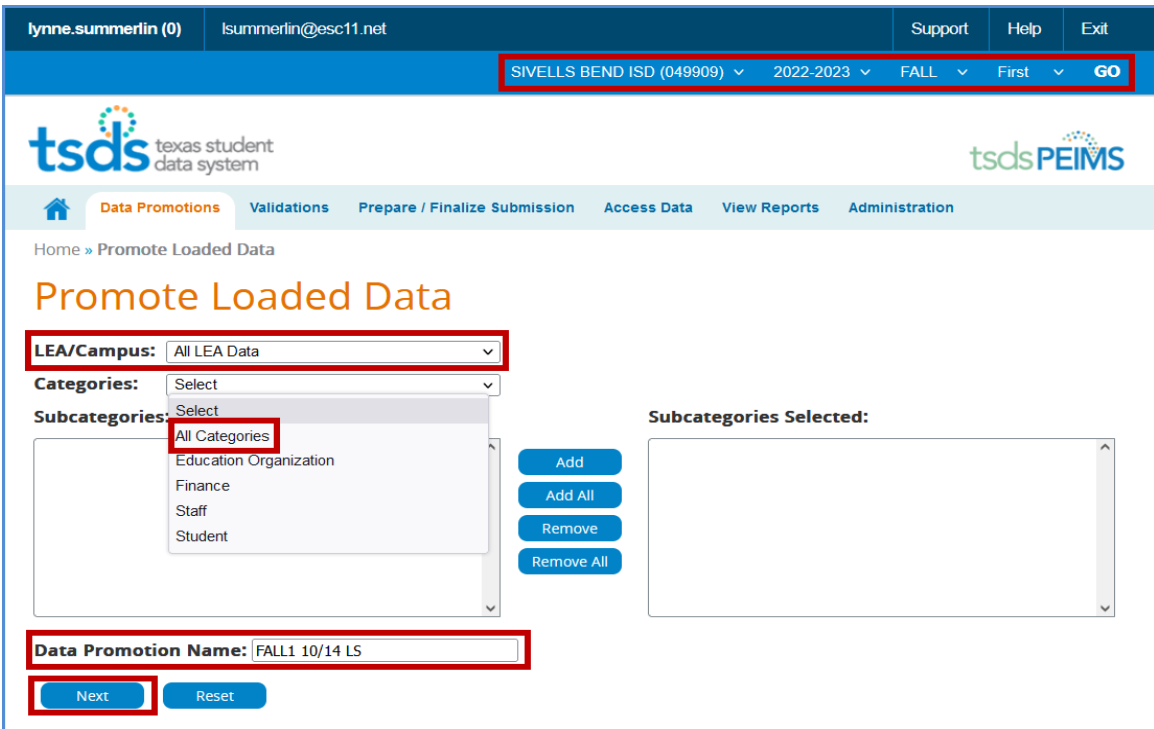 lynne.summerlin (0) lsummerlin@esc11.net Support Help Exit
SIVELLS BEND ISD (049909) 2022-2023 FALL First GO
tsds texas student data system
tsds PEIMS
Data Promotions Validations Prepare / Finalize Submission Access Data View Reports Administration
Home » Promote Loaded Data
Promote Loaded Data
LEA/Campus: All LEA Data
Categories: Select
Subcategories: Select
Subcategories Selected:
All Categories
Education Organization
Finance
Staff
Student
Add
Add All
Remove
Remove All
Data Promotion Name: FALL1 10/14 LS
Next Reset